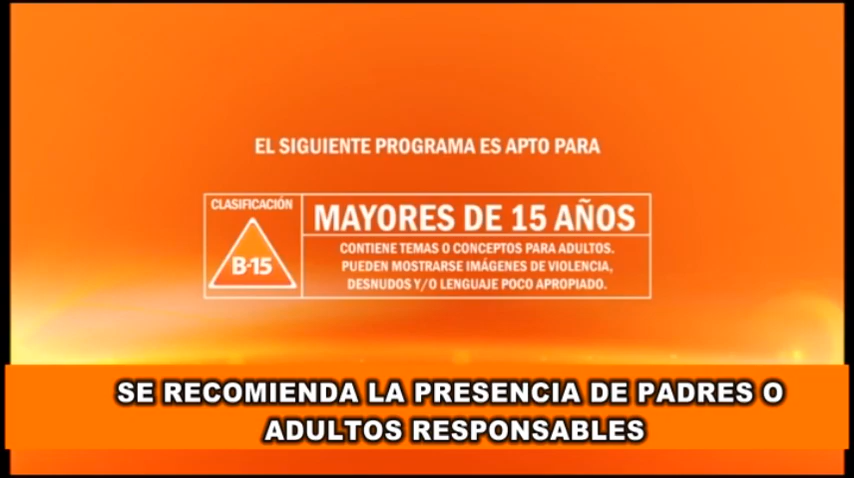 EL SIGUIENTE PROGRAMA ES APTO PARA
CLASIFICACIÓN
B-15
MAYORES DE 15 AÑOS
CONTIENE TEMAS O CONCEPTOS PARA ADULTOS.
PUEDEN MOSTRARSE IMÁGENES DE VIOLENCIA,
DESNUDOS Y/O LENGUAJE POCO APROPIADO.
SE RECOMIENDA LA PRESENCIA DE PADRES O
ADULTOS RESPONSABLES